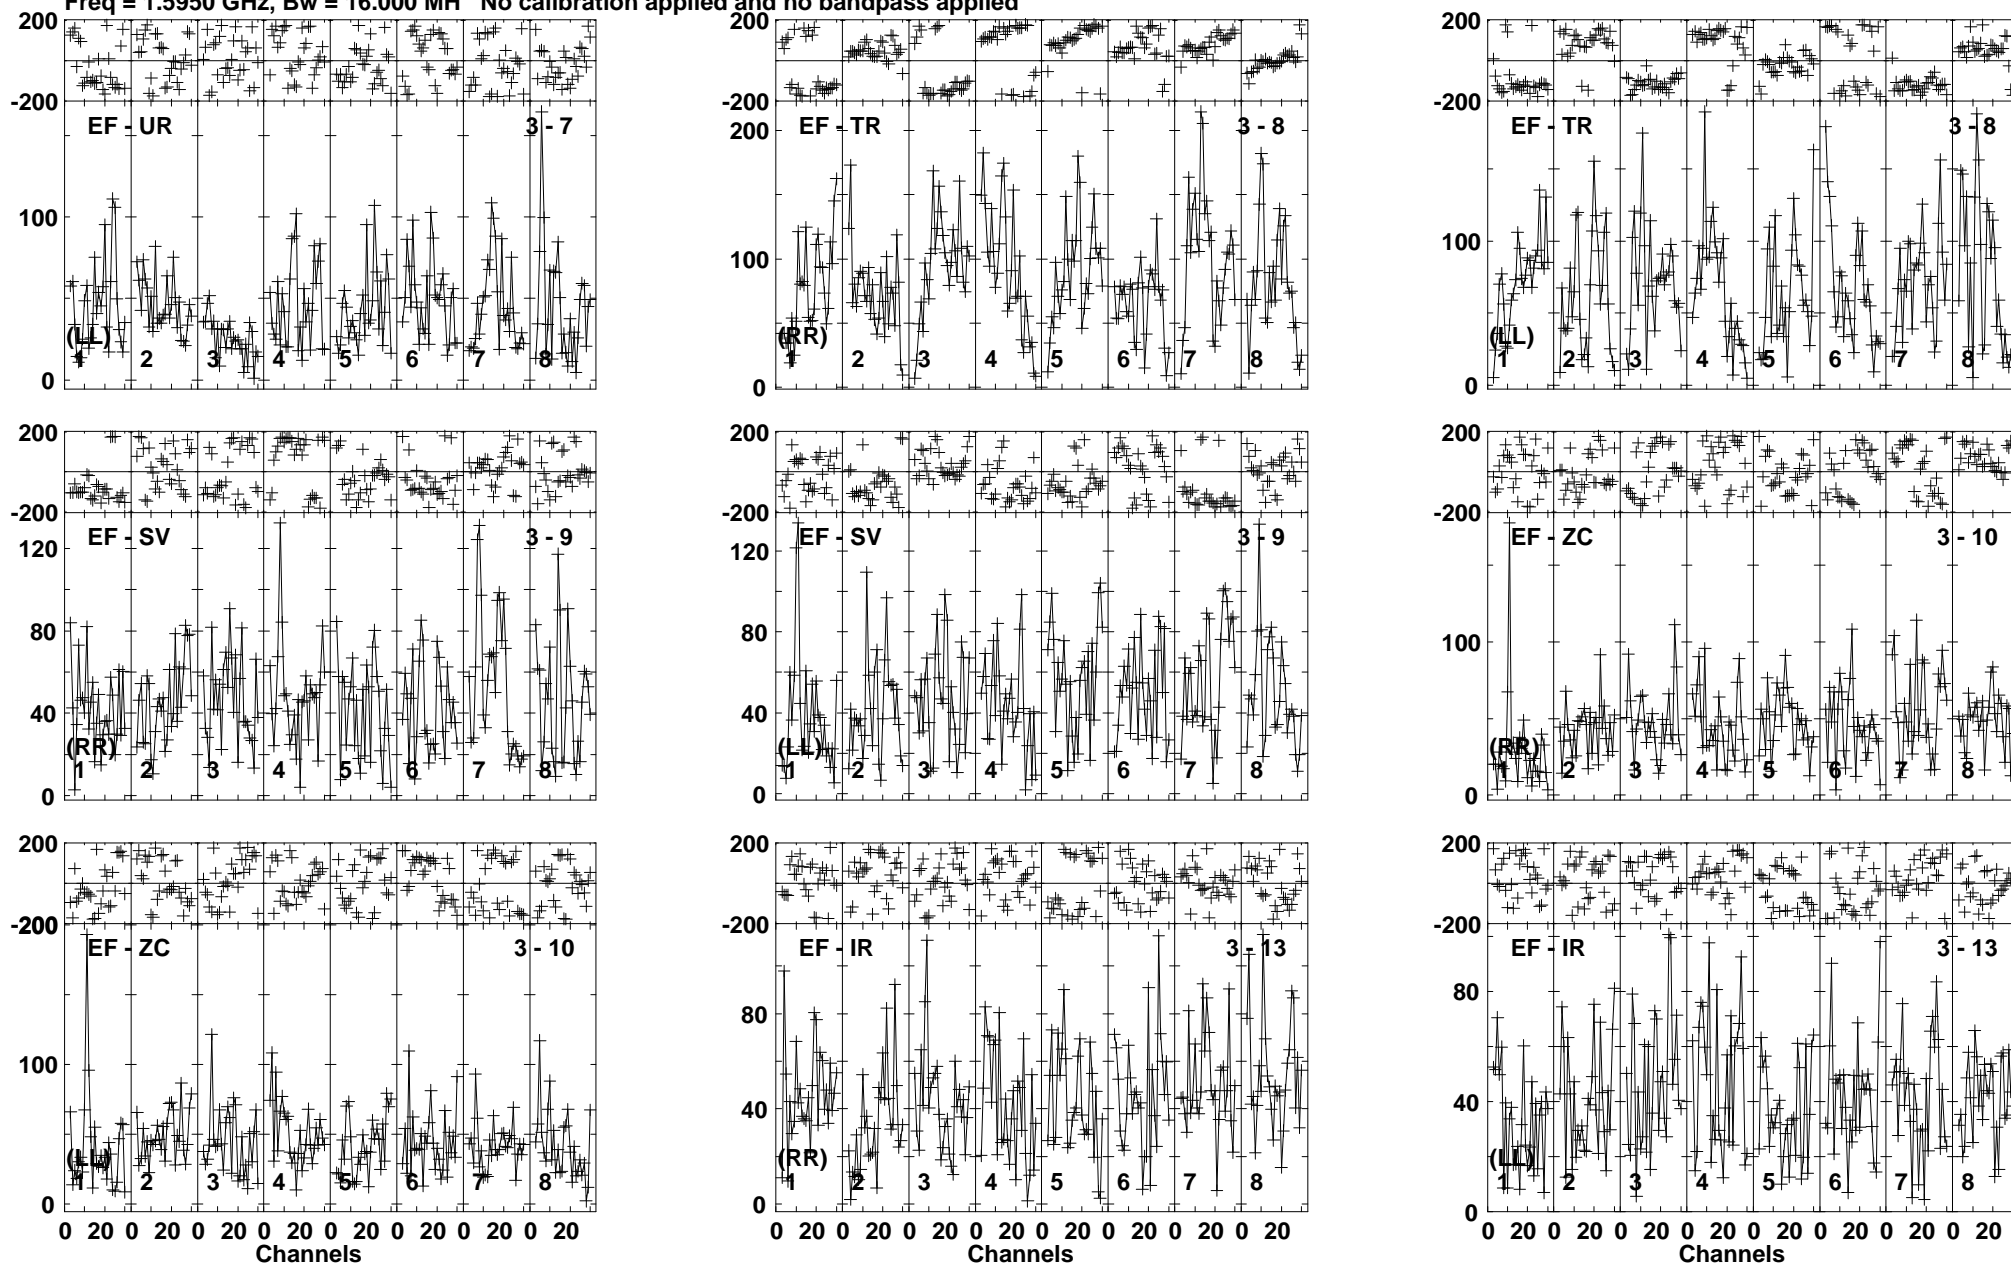 Freq = 1.5950 GHz, Bw = 16.000 MH No calibration applied and no bandpass applied
200 200 200
-200 -200 -200
EF - UR 3 - 7 EF - TR 3 - 8 EF - TR 3 - 8
200
100 100 100
(LL) (RR) (LL)
1 2 3 4 5 6 7 8 1 2 3 4 5 6 7 8 1 2 3 4 5 6 7 8
0 0 0
200 200 200
-200 -200 -200
EF - SV 3 - 9 EF - SV 3 - 9 EF - ZC 3 - 10
120 120
80 80 100
40 40
(RR) (LL) (RR)
1 2 3 4 5 6 7 8 1 2 3 4 5 6 7 8 1 2 3 4 5 6 7 8
0 0 0
200 200 200
-200 -200 -200
200
EF - ZC 3 - 10 EF - IR 3 - 13 EF - IR 3 - 13
100 80 80
40 40
(LL) (RR) (LL)
1 2 3 4 5 6 7 8 1 2 3 4 5 6 7 8 1 2 3 4 5 6 7 8
0 0 0
0 20 0 20 0 20 0 20 0 20 0 20 0 20 0 20 0 20 0 20 0 20 0 20 0 20 0 20 0 20 0 20 0 20 0 20 0 20 0 20 0 20 0 20 0 20 0 20
Channels Channels Channels